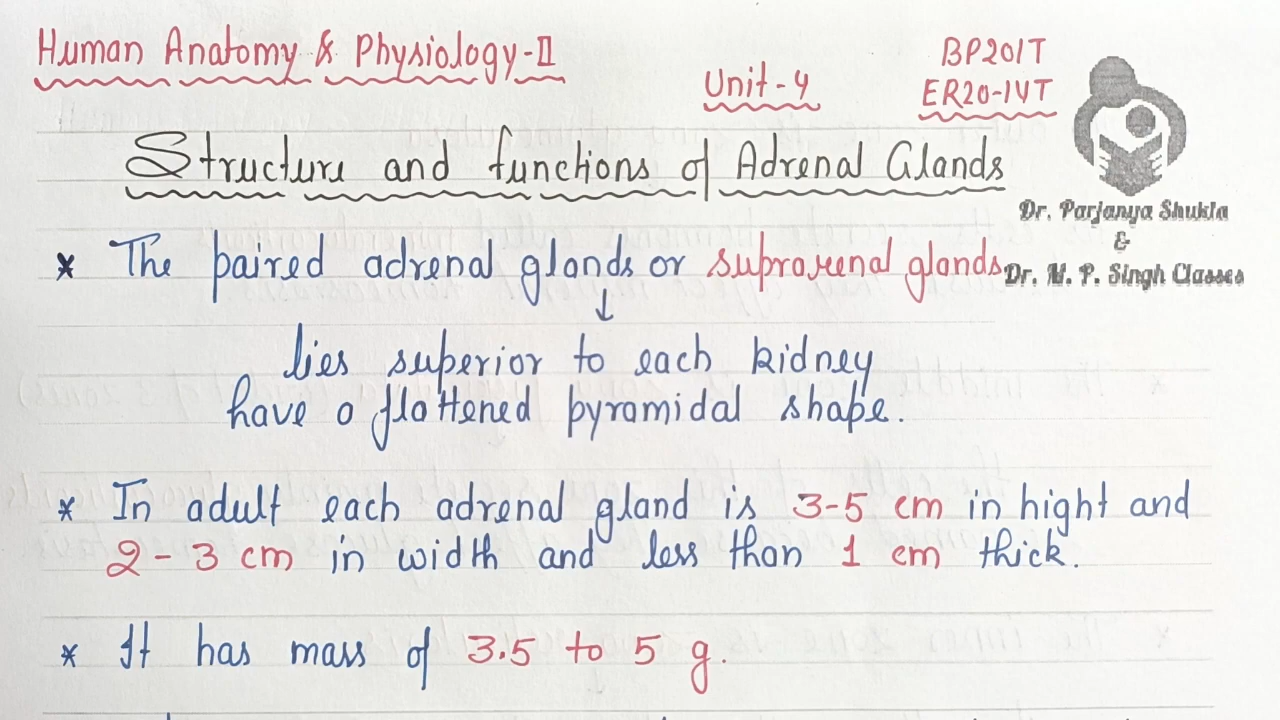 Human Anatomy & Physiology-II
Unit-4
BP201T
ER20-14T
Structure and functions of Adrenal Glands
Dr. Parjanya Shukla
&
Dr. M. P. Singh Classes
* The paired adrenal glands or suprarenal glands
↓
lies superior to each kidney
have a flattened pyramidal shape.
* In adult each adrenal gland is 3-5 cm in hight and
2-3 cm in width and less than 1 cm thick.
* It has mass of 3.5 to 5 g.